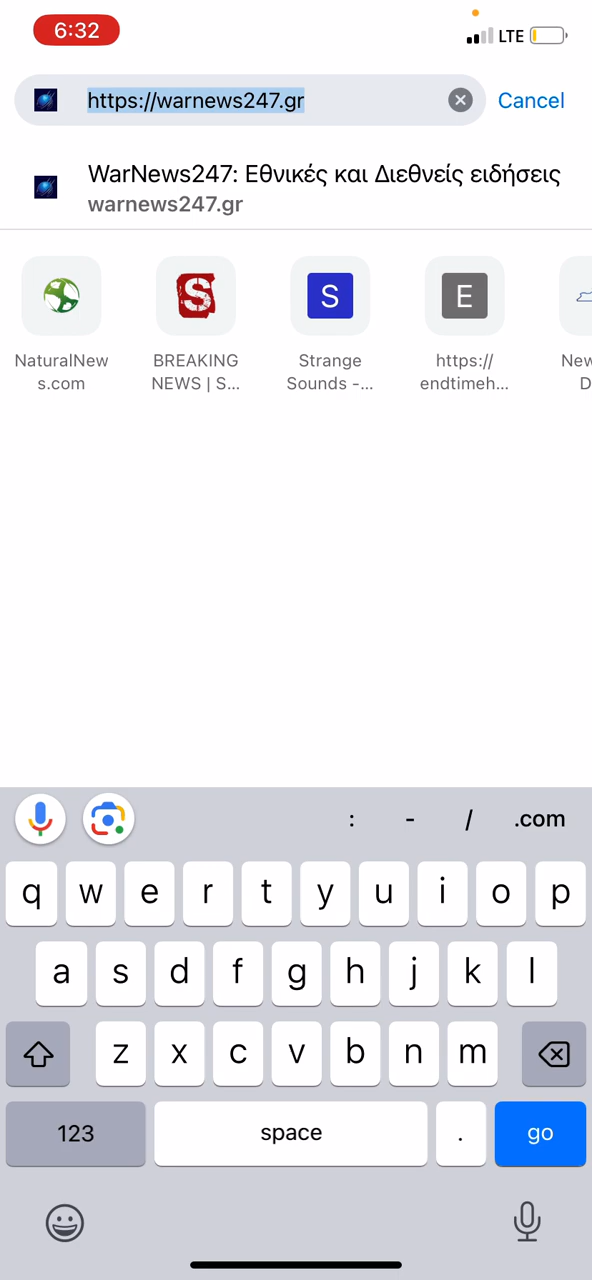 6:32
LTE
https://warnews247.gr
Cancel
WarNews247: Εθνικές και Διεθνείς ειδήσεις
warnews247.gr
S
S
E
NaturalNew
s.com
BREAKING
NEWS | S...
Strange
Sounds -...
https://
endtimeh...
New
D
: - / .com
q w e r t y u i o p
a s d f g h j k l
z x c v b n m
123 space . go